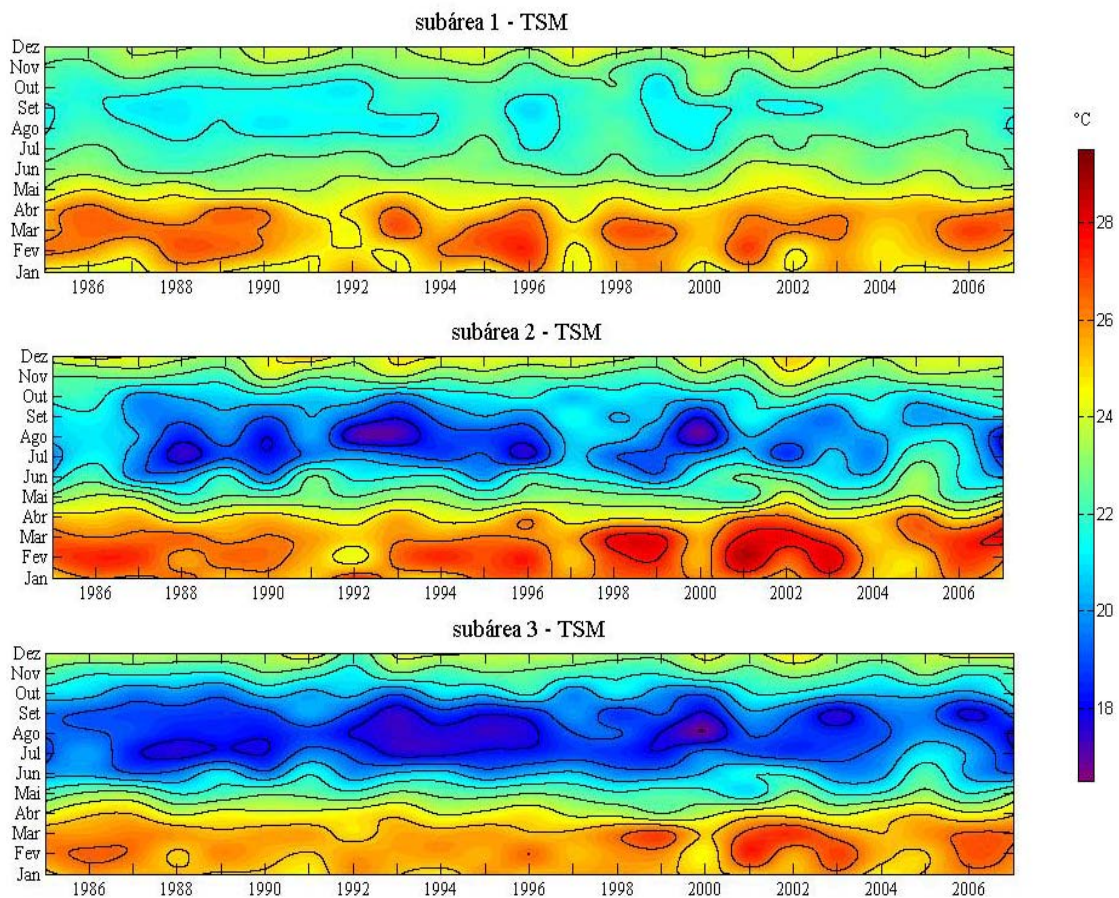 subárea 1 - TSM
Dez
Nov
Out
Set
Ago
Jul
Jun
Mai
Abr
Mar
Fev
Jan
1986 1988 1990 1992 1994 1996 1998 2000 2002 2004 2006
subárea 2 - TSM
Dez
Nov
Out
Set
Ago
Jul
Jun
Mai
Abr
Mar
Fev
Jan
1986 1988 1990 1992 1994 1996 1998 2000 2002 2004 2006
subárea 3 - TSM
Dez
Nov
Out
Set
Ago
Jul
Jun
Mai
Abr
Mar
Fev
Jan
1986 1988 1990 1992 1994 1996 1998 2000 2002 2004 2006
°C
28
26
24
22
20
18